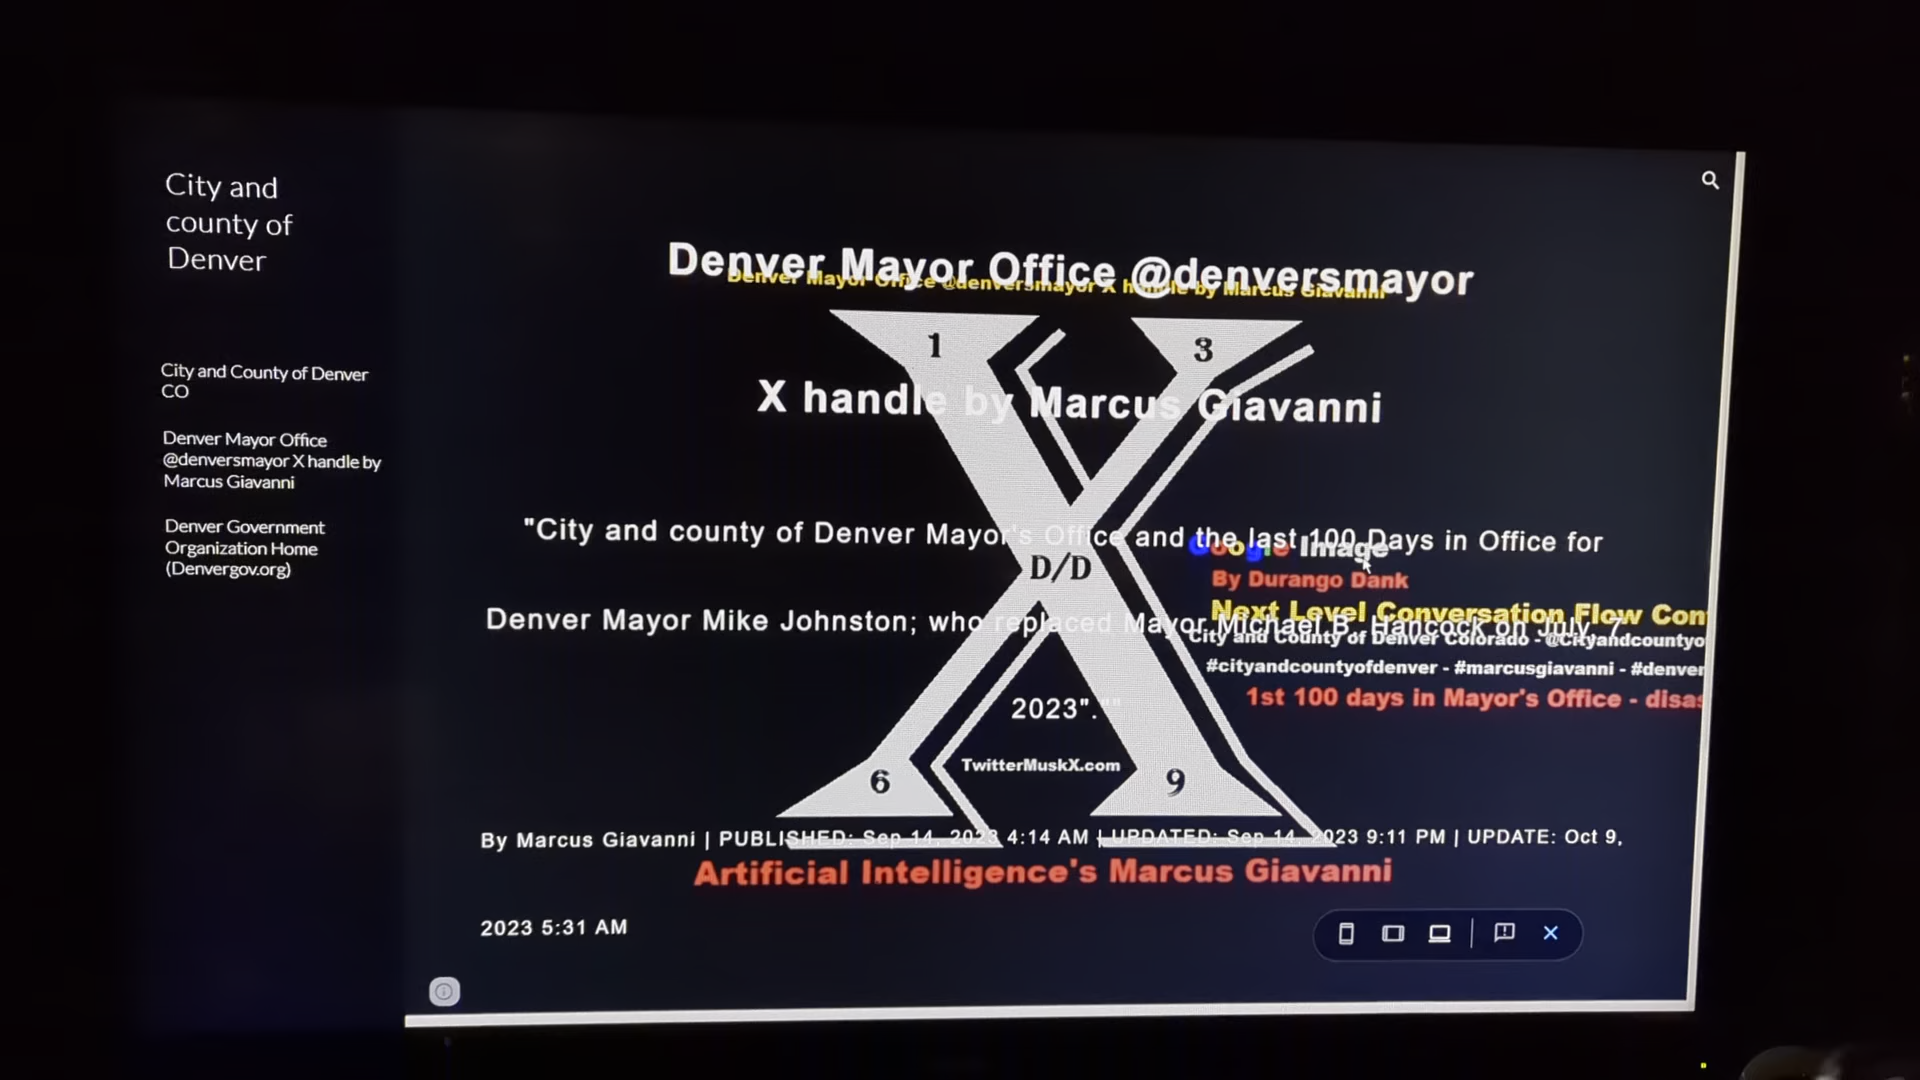 City and
county of
Denver
City and County of Denver
CO
Denver Mayor Office
@denversmayor X handle by
Marcus Giavanni
Denver Government
Organization Home
(Denvergov.org)
Denver Mayor Office @denversmayor
Denver Mayor Office @denversmayor X handle by Marcus Giavanni
1
3
X handle by Marcus Giavanni
"City and county of Denver Mayor's Office and the last 100 Days in Office for
Google Image
D/D
By Durango Dank
Next Level Conversation Flow Con
Denver Mayor Mike Johnston; who replaced Mayor Michael B. Hancock on July, 7
City and County of Denver Colorado - @Cityandcountyo
#cityandcountyofdenver - #marcusgiavanni - #denver
1st 100 days in Mayor's Office - disas
2023".
TwitterMuskX.com
6
9
By Marcus Giavanni | PUBLISHED: Sep 14, 2023 4:14 AM | UPDATED: Sep 14, 2023 9:11 PM | UPDATE: Oct 9,
Artificial Intelligence's Marcus Giavanni
2023 5:31 AM